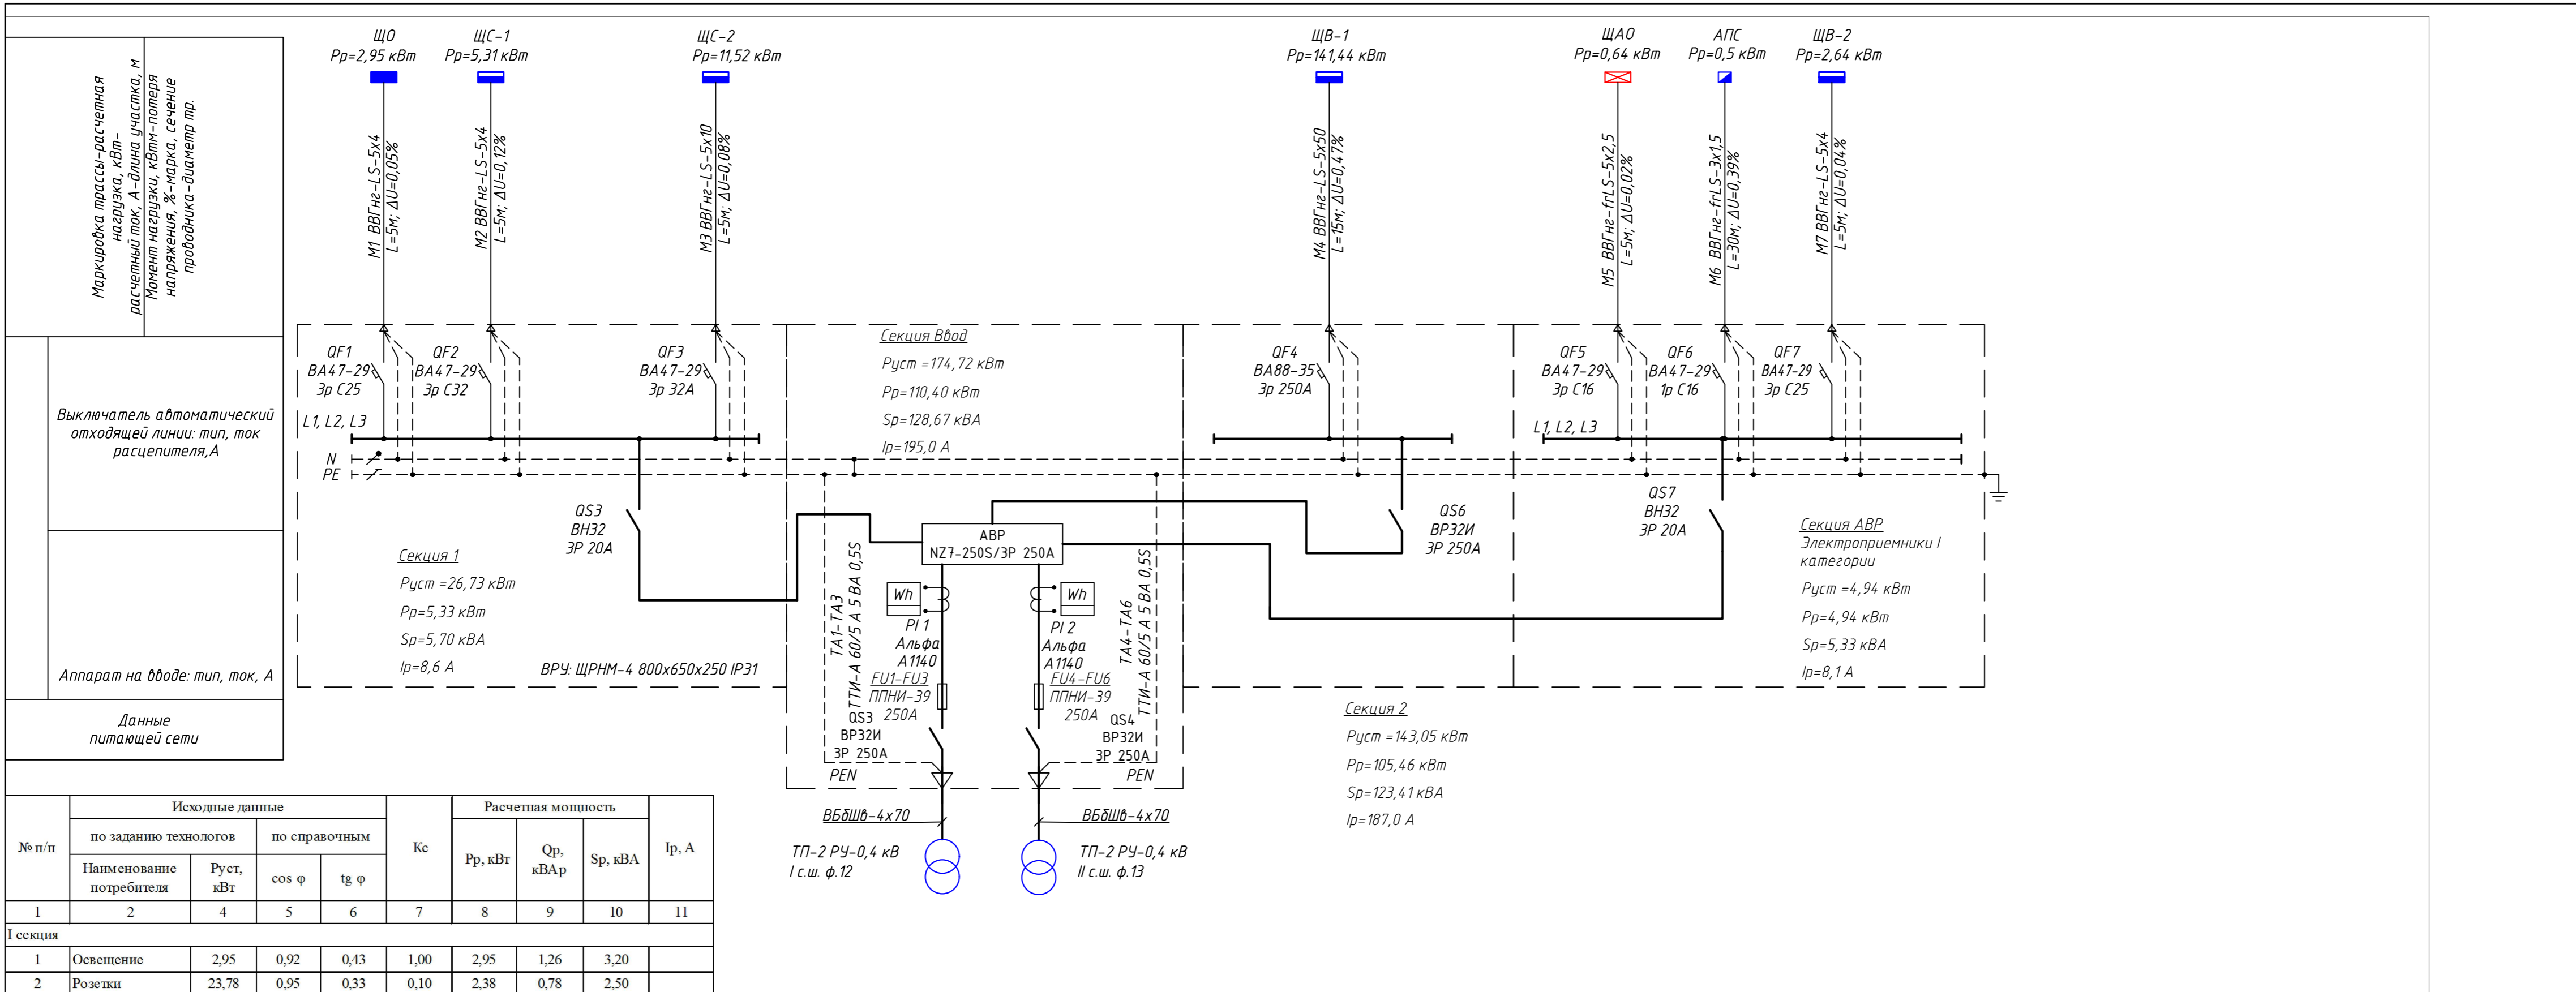 ЩО
Рр=2,95 кВт
ЩС-1
Рр=5,31 кВт
ЩС-2
Рр=11,52 кВт
ЩВ-1
Рр=141,44 кВт
ЩАО
Рр=0,64 кВт
АПС
Рр=0,5 кВт
ЩВ-2
Рр=2,64 кВт
Маркировка трассы-расчетная
нагрузка, кВт-
расчетный ток, А-длина участка, м
Момент нагрузки, кВтм-потеря
напряжения, %-марка, сечение
проводника-диаметр тр.
М1 ВВГнг-LS-5х4
L=5м; ΔU=0,05%
М2 ВВГнг-LS-5х4
L=5м; ΔU=0,12%
М3 ВВГнг-LS-5х10
L=5м; ΔU=0,08%
М4 ВВГнг-LS-5х50
L=15м; ΔU=0,47%
М5 ВВГнг-frLS-5х2,5
L=5м; ΔU=0,02%
М6 ВВГнг-frLS-3х1,5
L=30м; ΔU=0,39%
М7 ВВГнг-LS-5х4
L=5м; ΔU=0,04%
Выключатель автоматический
отходящей линии: тип, ток
расцепителя,А
Аппарат на вводе: тип, ток, А
Данные
питающей сети
QF1
ВА47-29
3р С25
QF2
ВА47-29
3р С32
QF3
ВА47-29
3р 32А
Секция Ввод
Руст =174,72 кВт
Рр=110,40 кВт
Sр=128,67 кВА
Iр=195,0 А
QF4
ВА88-35
3р 250А
QF5
ВА47-29
3р С16
QF6
ВА47-29
1р С16
QF7
ВА47-29
3р С25
L1, L2, L3
N
PE
L1, L2, L3
QS3
ВН32
3Р 20А
АВР
NZ7-250S/3P 250A
QS6
ВР32И
3Р 250А
QS7
ВН32
3Р 20А
Секция 1
Руст =26,73 кВт
Рр=5,33 кВт
Sр=5,70 кВА
Iр=8,6 А
ВРУ: ЩРНМ-4 800х650х250 IP31
Секция АВР
Электроприемники I
категории
Руст =4,94 кВт
Рр=4,94 кВт
Sр=5,33 кВА
Iр=8,1 А
ТА1-ТА3
ТТИ-А 60/5 А 5 ВА 0,5S
Wh
PI 1
Альфа
А1140
FU1-FU3
ППНИ-39
250А
QS3
ВР32И
3Р 250А
PEN
Wh
PI 2
Альфа
А1140
FU4-FU6
ППНИ-39
250А
QS4
ВР32И
3Р 250А
PEN
ТА4-ТА6
ТТИ-А 60/5 А 5 ВА 0,5S
Секция 2
Руст =143,05 кВт
Рр=105,46 кВт
Sр=123,41 кВА
Iр=187,0 А
ВБбШв-4х70
ВБбШв-4х70
ТП-2 РУ-0,4 кВ
I с.ш. ф.12
ТП-2 РУ-0,4 кВ
II с.ш. ф.13
№ п/п
Исходные данные
Кс
Расчетная мощность
Iр, А
по заданию технологов
по справочным
Рр, кВт
Qр,
кВАр
Sр, кВА
Наименование
потребителя
Руст,
кВт
cos φ
tg φ
1 2 4 5 6 7 8 9 10 11
I секция
1 Освещение 2,95 0,92 0,43 1,00 2,95 1,26 3,20
2 Розетки 23,78 0,95 0,33 0,10 2,38 0,78 2,50